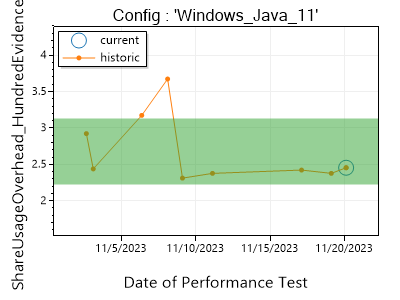 Config : 'Windows_Java_11'
current
historic
ShareUsageOverhead_HundredEvidence
4
3.5
3
2.5
2
11/5/2023
11/10/2023
11/15/2023
11/20/2023
Date of Performance Test